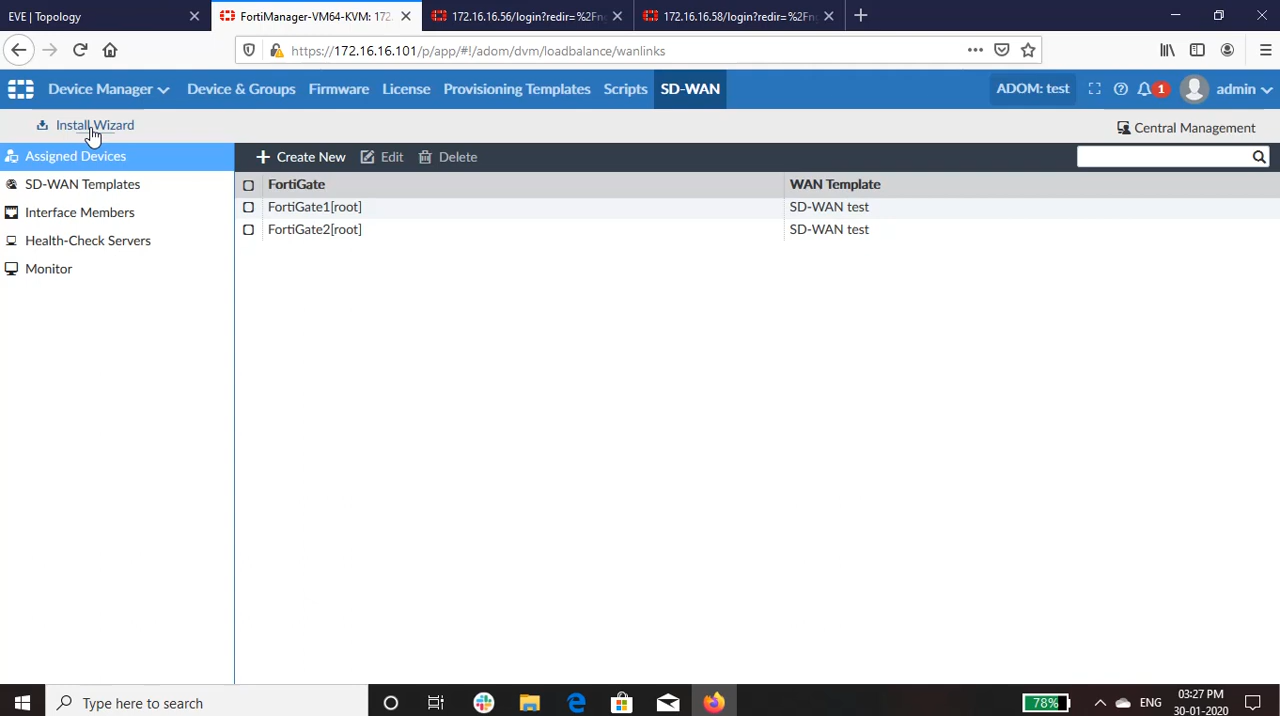 EVE | Topology
FortiManager-VM64-KVM: 172.
172.16.16.56/login?redir=%2Fn
172.16.16.58/login?redir=%2Fn
https://172.16.16.101/p/app/#!/adom/dvm/loadbalance/wanlinks
Device Manager
Device & Groups
Firmware
License
Provisioning Templates
Scripts
SD-WAN
ADOM: test
1
admin
Install Wizard
Central Management
Assigned Devices
SD-WAN Templates
Interface Members
Health-Check Servers
Monitor
Create New
Edit
Delete
FortiGate
WAN Template
FortiGate1[root]
SD-WAN test
FortiGate2[root]
SD-WAN test
Type here to search
78%
ENG
03:27 PM
30-01-2020